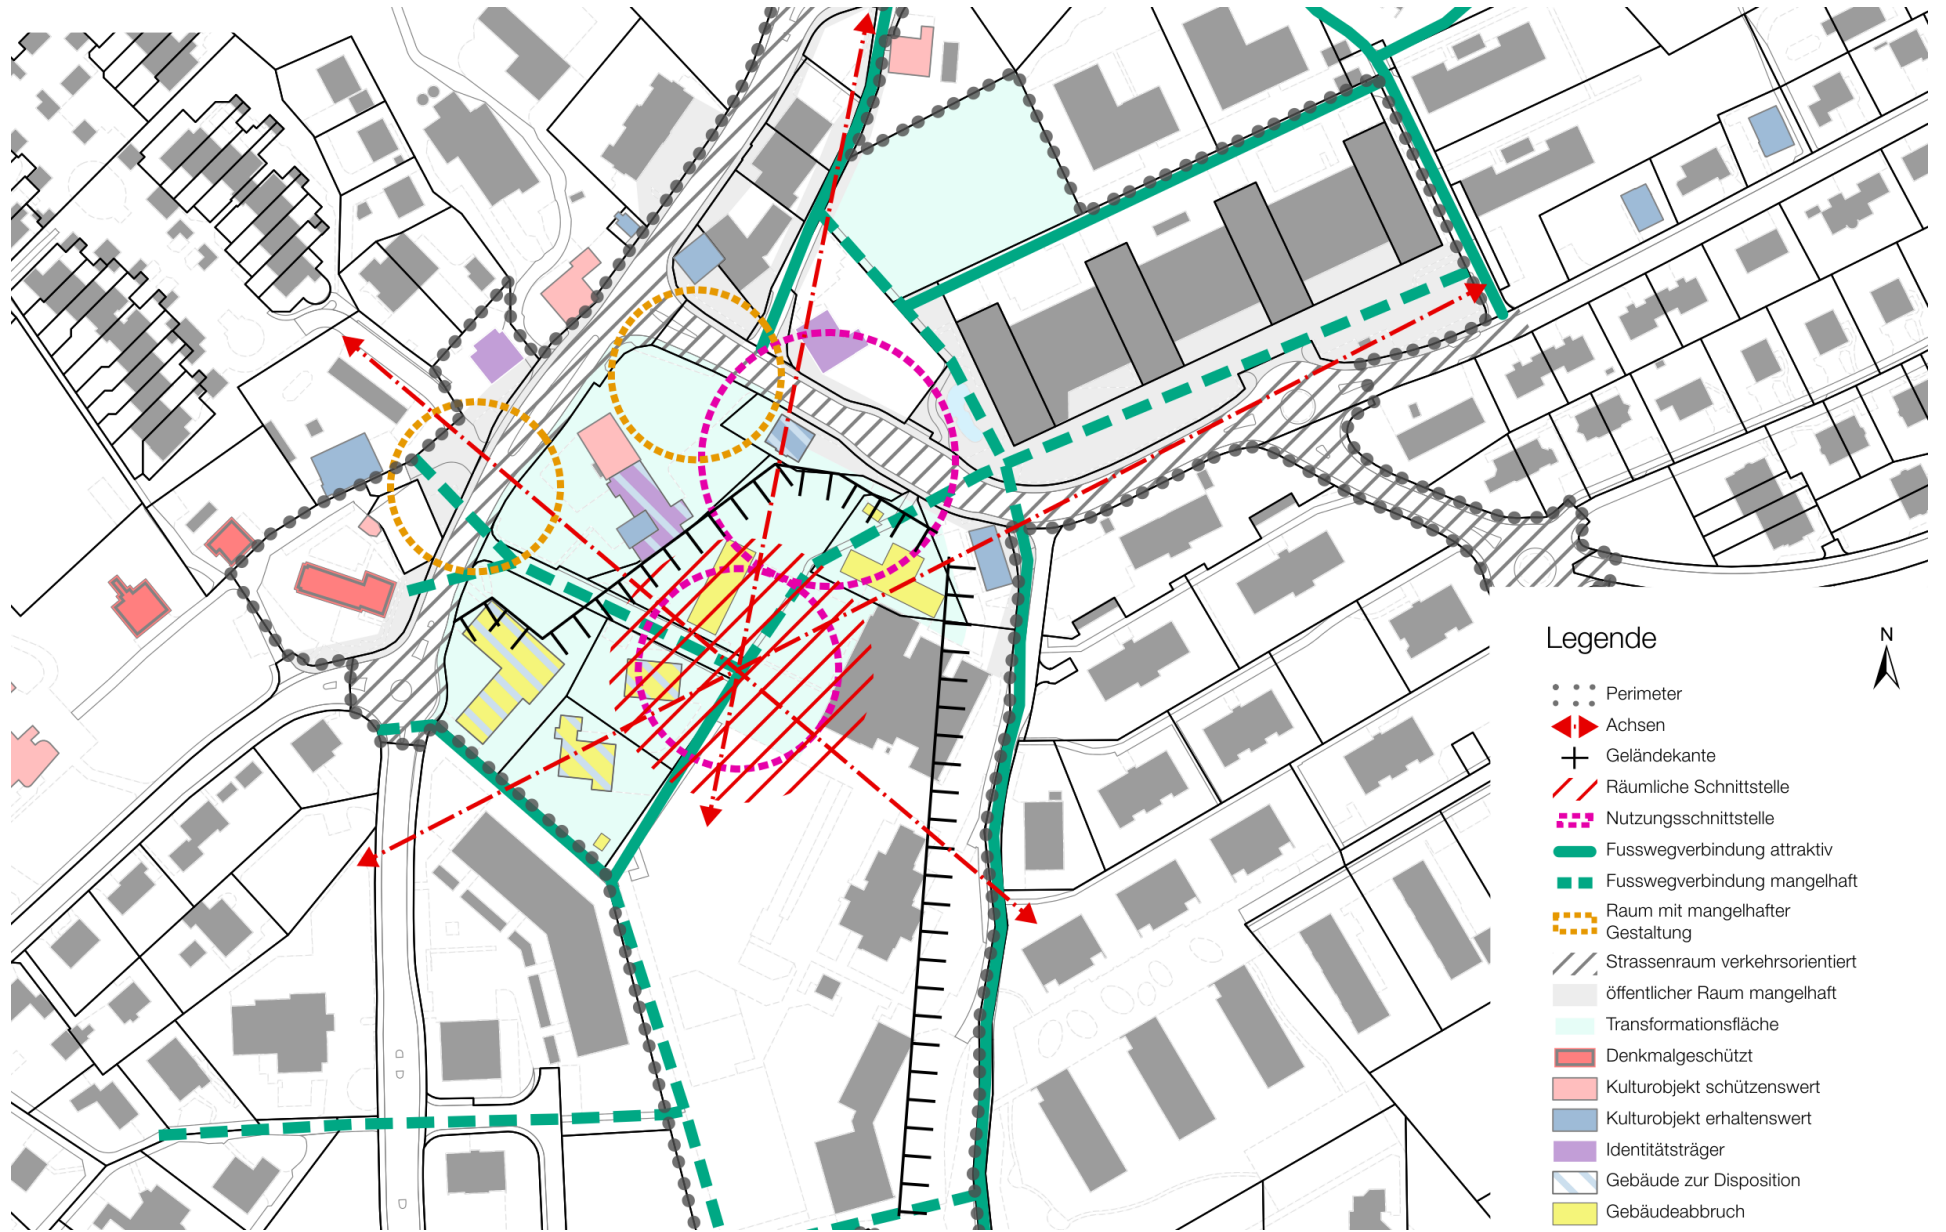 Legende
N
Perimeter
Achsen
Geländekante
Räumliche Schnittstelle
Nutzungsschnittstelle
Fusswegverbindung attraktiv
Fusswegverbindung mangelhaft
Raum mit mangelhafter
Gestaltung
Strassenraum verkehrsorientiert
öffentlicher Raum mangelhaft
Transformationsfläche
Denkmalgeschützt
Kulturobjekt schützenswert
Kulturobjekt erhaltenswert
Identitätsträger
Gebäude zur Disposition
Gebäudeabbruch